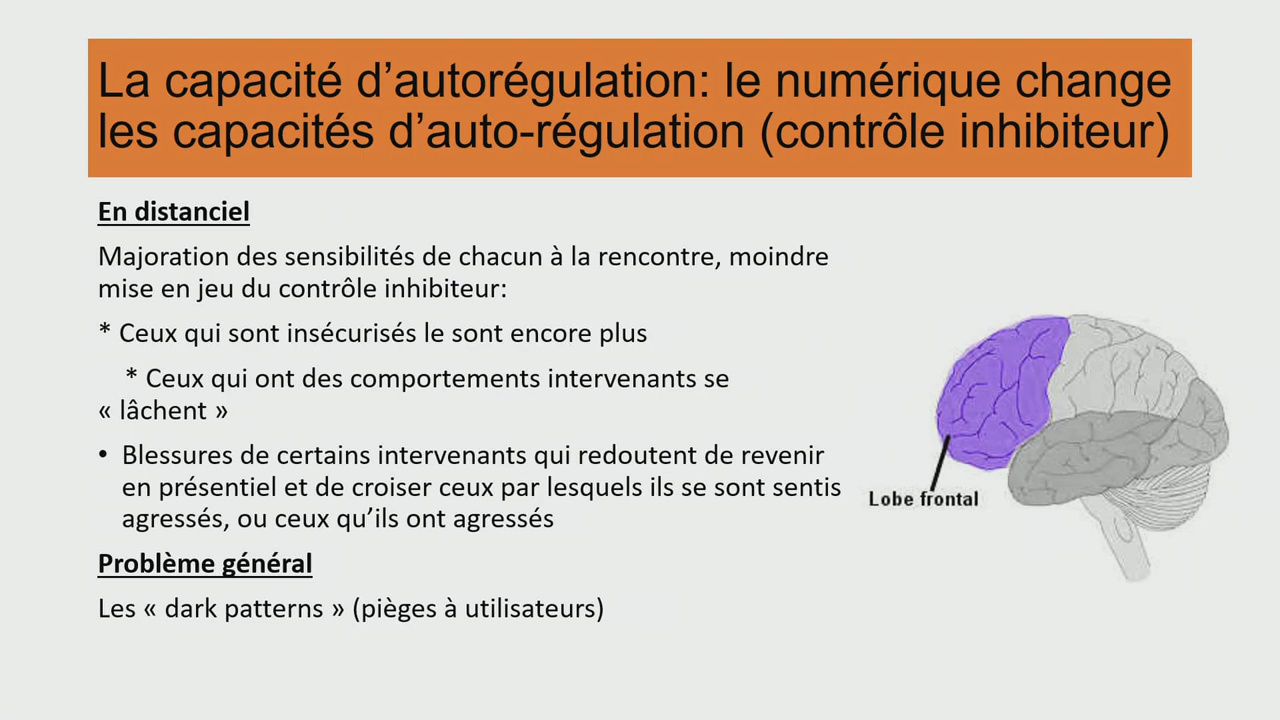 La capacité d’autorégulation: le numérique change
les capacités d’auto-régulation (contrôle inhibiteur)
En distanciel
Majoration des sensibilités de chacun à la rencontre, moindre
mise en jeu du contrôle inhibiteur:
* Ceux qui sont insécurisés le sont encore plus
* Ceux qui ont des comportements intervenants se
« lâchent »
• Blessures de certains intervenants qui redoutent de revenir
en présentiel et de croiser ceux par lesquels ils se sont sentis
agressés, ou ceux qu’ils ont agressés
Lobe frontal
Problème général
Les « dark patterns » (pièges à utilisateurs)